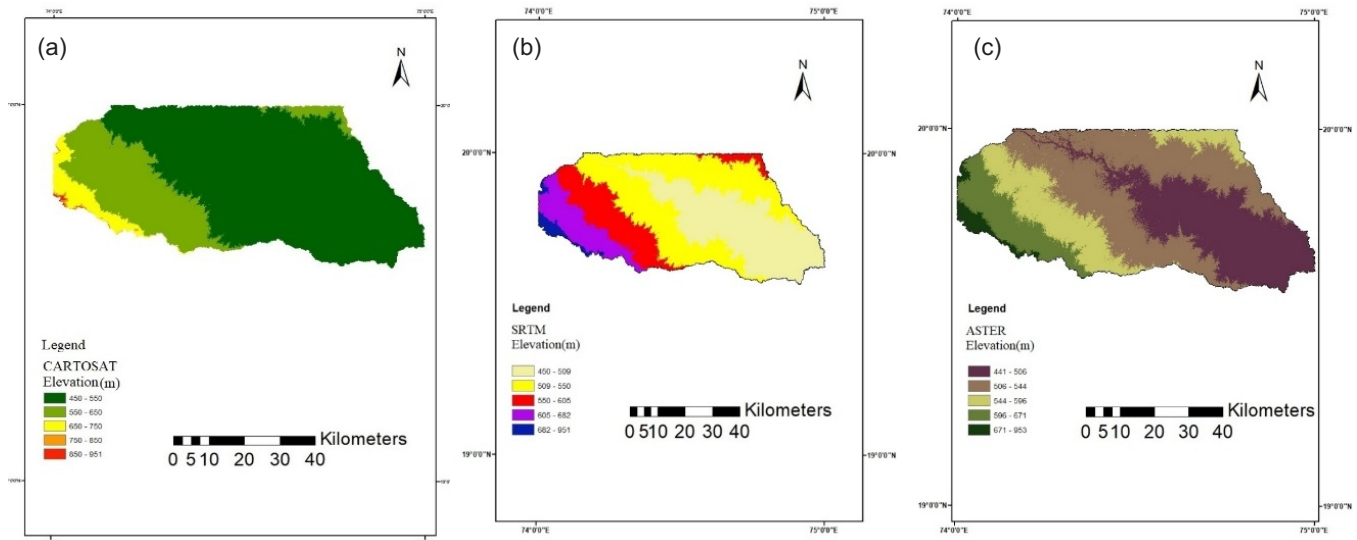 (a)
N
Legend
CARTOSAT
Elevation(m)
450 - 550
550 - 650
650 - 750
750 - 850
850 - 951
Kilometers
0 5 10 20 30 40
(b)
74°0'0"E
75°0'0"E
N
20°0'0"N
20°0'0"N
Legend
SRTM
Elevation(m)
450 - 509
509 - 550
550 - 605
605 - 682
682 - 951
Kilometers
0 5 10 20 30 40
19°0'0"N
19°0'0"N
74°0'0"E
75°0'0"E
(c)
74°0'0"E
75°0'0"E
N
20°0'0"N
20°0'0"N
Legend
ASTER
Elevation(m)
441 - 506
506 - 544
544 - 596
596 - 671
671 - 953
Kilometers
0 5 10 20 30 40
19°0'0"N
19°0'0"N
74°0'0"E
75°0'0"E